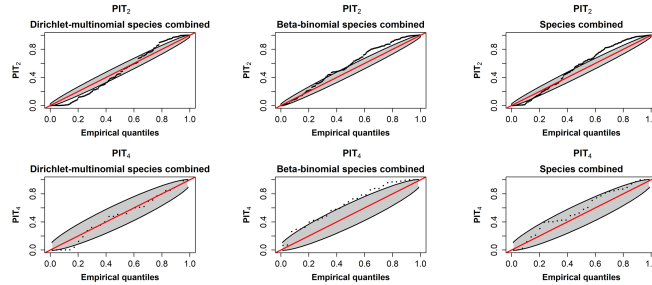 PIT2
Dirichlet-multinomial species combined
PIT2
0.0 0.4 0.8
0.0 0.2 0.4 0.6 0.8 1.0
Empirical quantiles
PIT2
Beta-binomial species combined
PIT2
0.0 0.4 0.8
0.0 0.2 0.4 0.6 0.8 1.0
Empirical quantiles
PIT2
Species combined
PIT2
0.0 0.4 0.8
0.0 0.2 0.4 0.6 0.8 1.0
Empirical quantiles
PIT4
Dirichlet-multinomial species combined
PIT4
0.0 0.4 0.8
0.0 0.2 0.4 0.6 0.8 1.0
Empirical quantiles
PIT4
Beta-binomial species combined
PIT4
0.0 0.4 0.8
0.0 0.2 0.4 0.6 0.8 1.0
Empirical quantiles
PIT4
Species combined
PIT4
0.0 0.4 0.8
0.0 0.2 0.4 0.6 0.8 1.0
Empirical quantiles